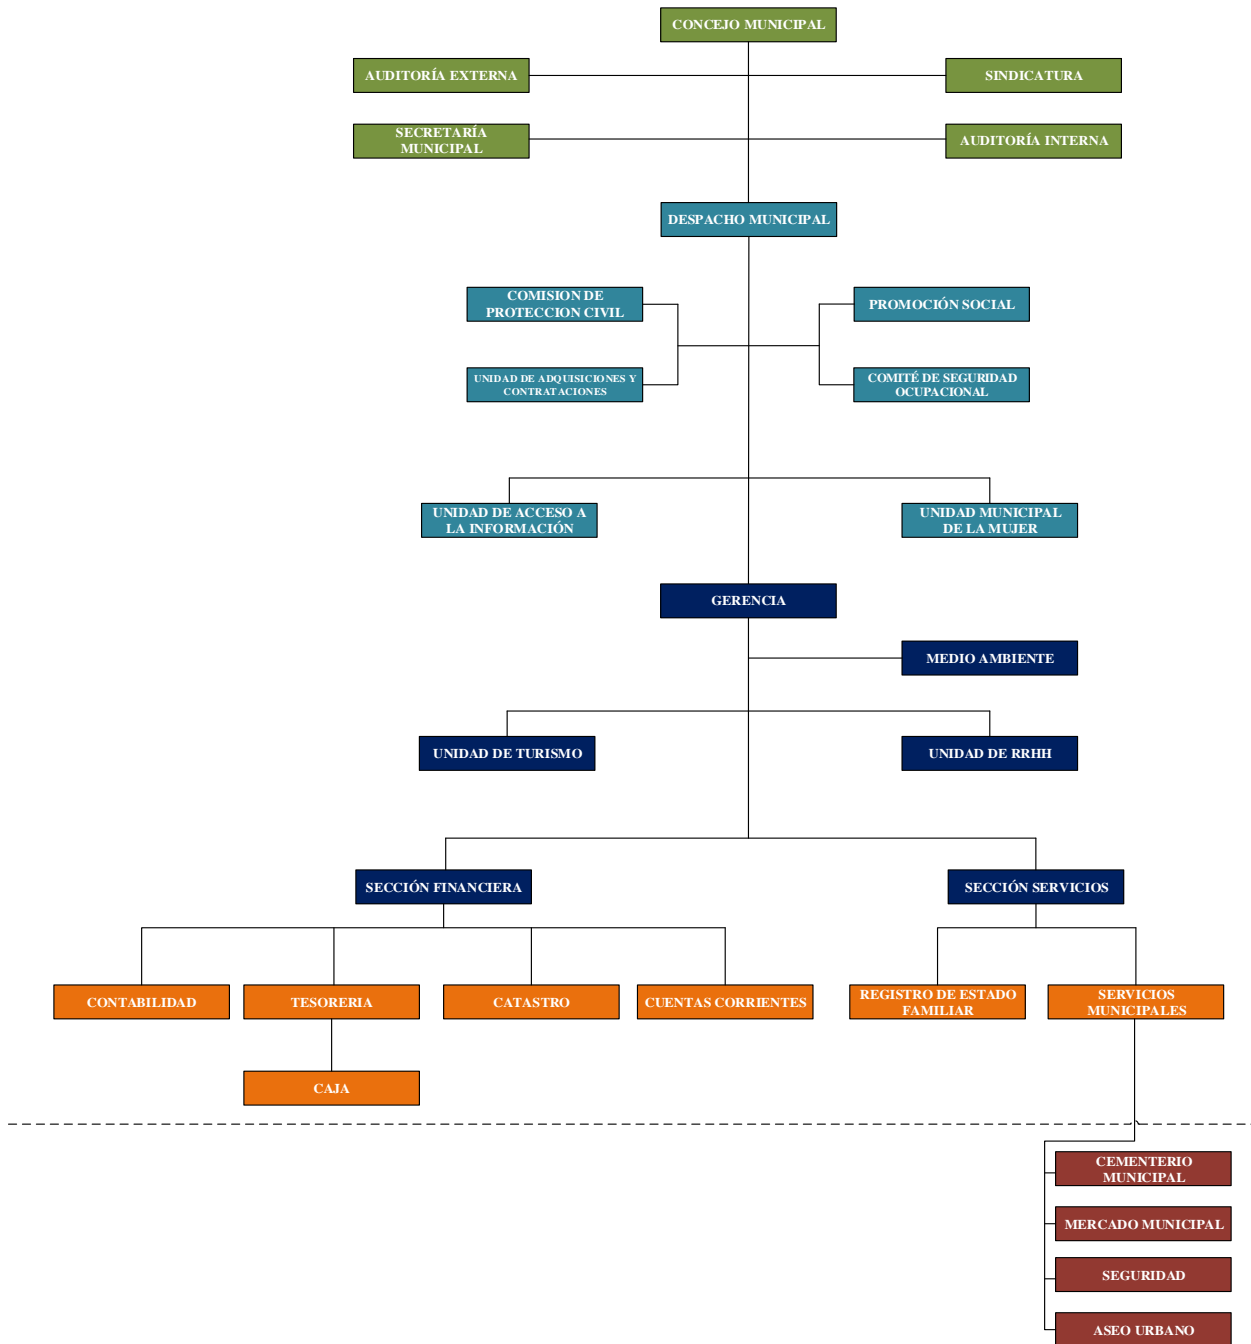 CONCEJO MUNICIPAL
AUDITORÍA EXTERNA
SINDICATURA
SECRETARÍA
MUNICIPAL
AUDITORÍA INTERNA
DESPACHO MUNICIPAL
COMISION DE
PROTECCION CIVIL
PROMOCIÓN SOCIAL
UNIDAD DE ADQUISICIONES Y
CONTRATACIONES
COMITÉ DE SEGURIDAD
OCUPACIONAL
UNIDAD DE ACCESO A
LA INFORMACIÓN
UNIDAD MUNICIPAL
DE LA MUJER
GERENCIA
MEDIO AMBIENTE
UNIDAD DE TURISMO
UNIDAD DE RRHH
SECCIÓN FINANCIERA
SECCIÓN SERVICIOS
CONTABILIDAD
TESORERIA
CATASTRO
CUENTAS CORRIENTES
REGISTRO DE ESTADO
FAMILIAR
SERVICIOS
MUNICIPALES
CAJA
CEMENTERIO
MUNICIPAL
MERCADO MUNICIPAL
SEGURIDAD
ASEO URBANO